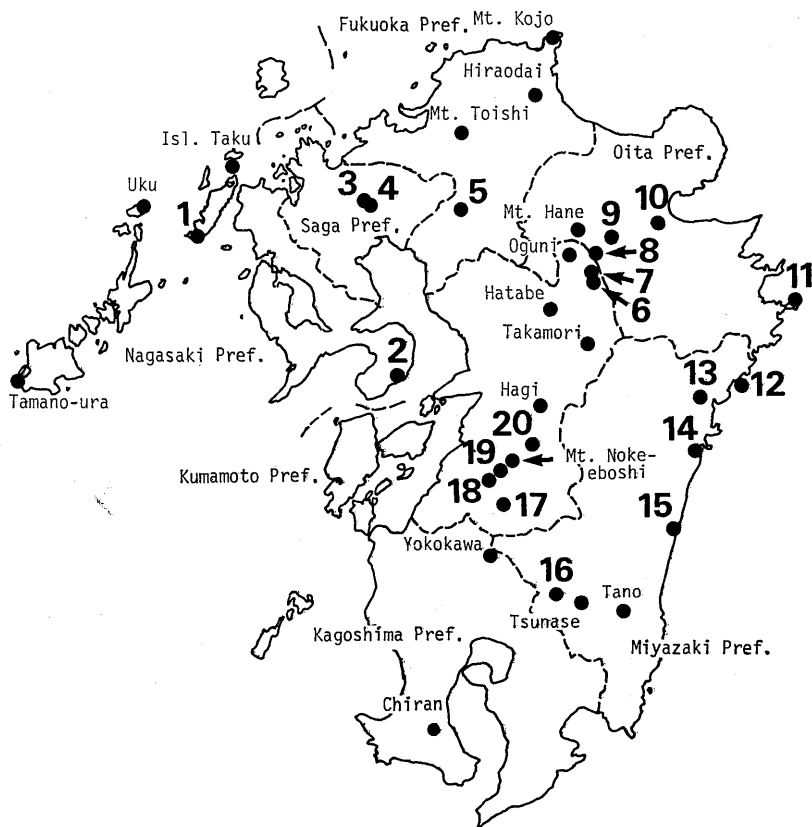 Fukuoka Pref.
Mt. Kojo
Hiraodai
Mt. Toishi
Isl. Taku
Oita Pref.
Uku
3
4
5
10
1
Saga Pref.
Mt. Hane
9
Oguni
8
7
11
Hatabe
6
Takamori
Nagasaki Pref.
2
13
12
Tamano-ura
Hagi
20
14
19
Mt. Noke-
eboshi
Kumamoto Pref.
18
17
15
Yokokawa
16
Tano
Tsunase
Kagoshima Pref.
Miyazaki Pref.
Chiran